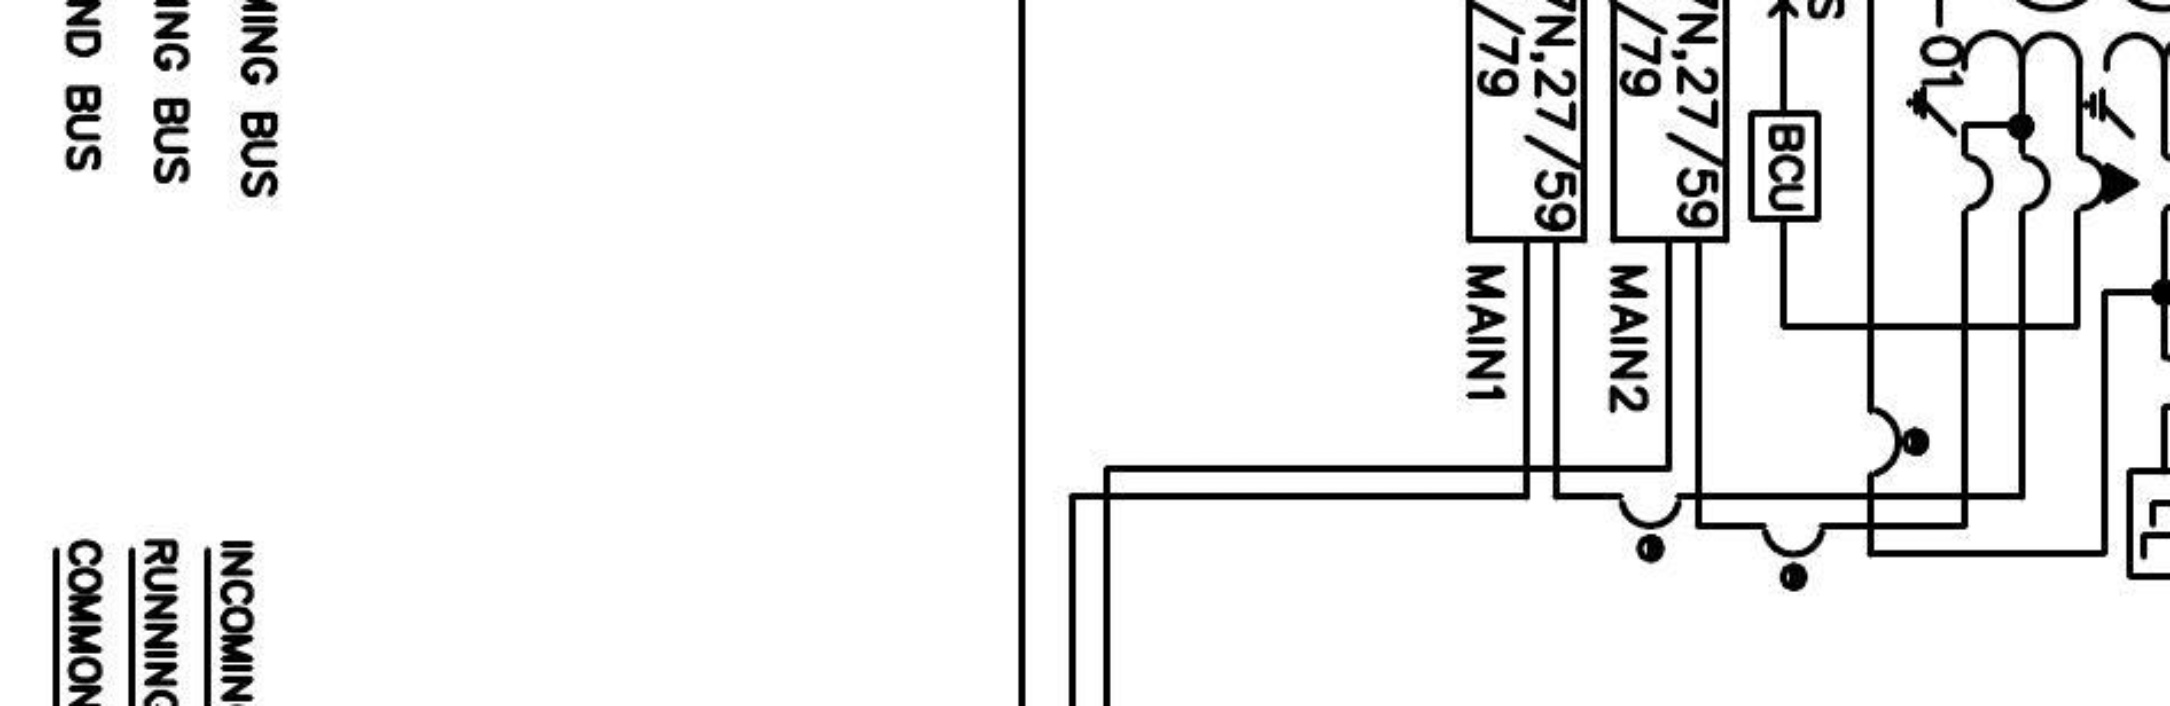 MING BUS
ING BUS
ND BUS
7N,27/59
/79
MAIN1
7N,27/59
/79
MAIN2
S
BCU
-01
INCOMIN
RUNNING
COMMON